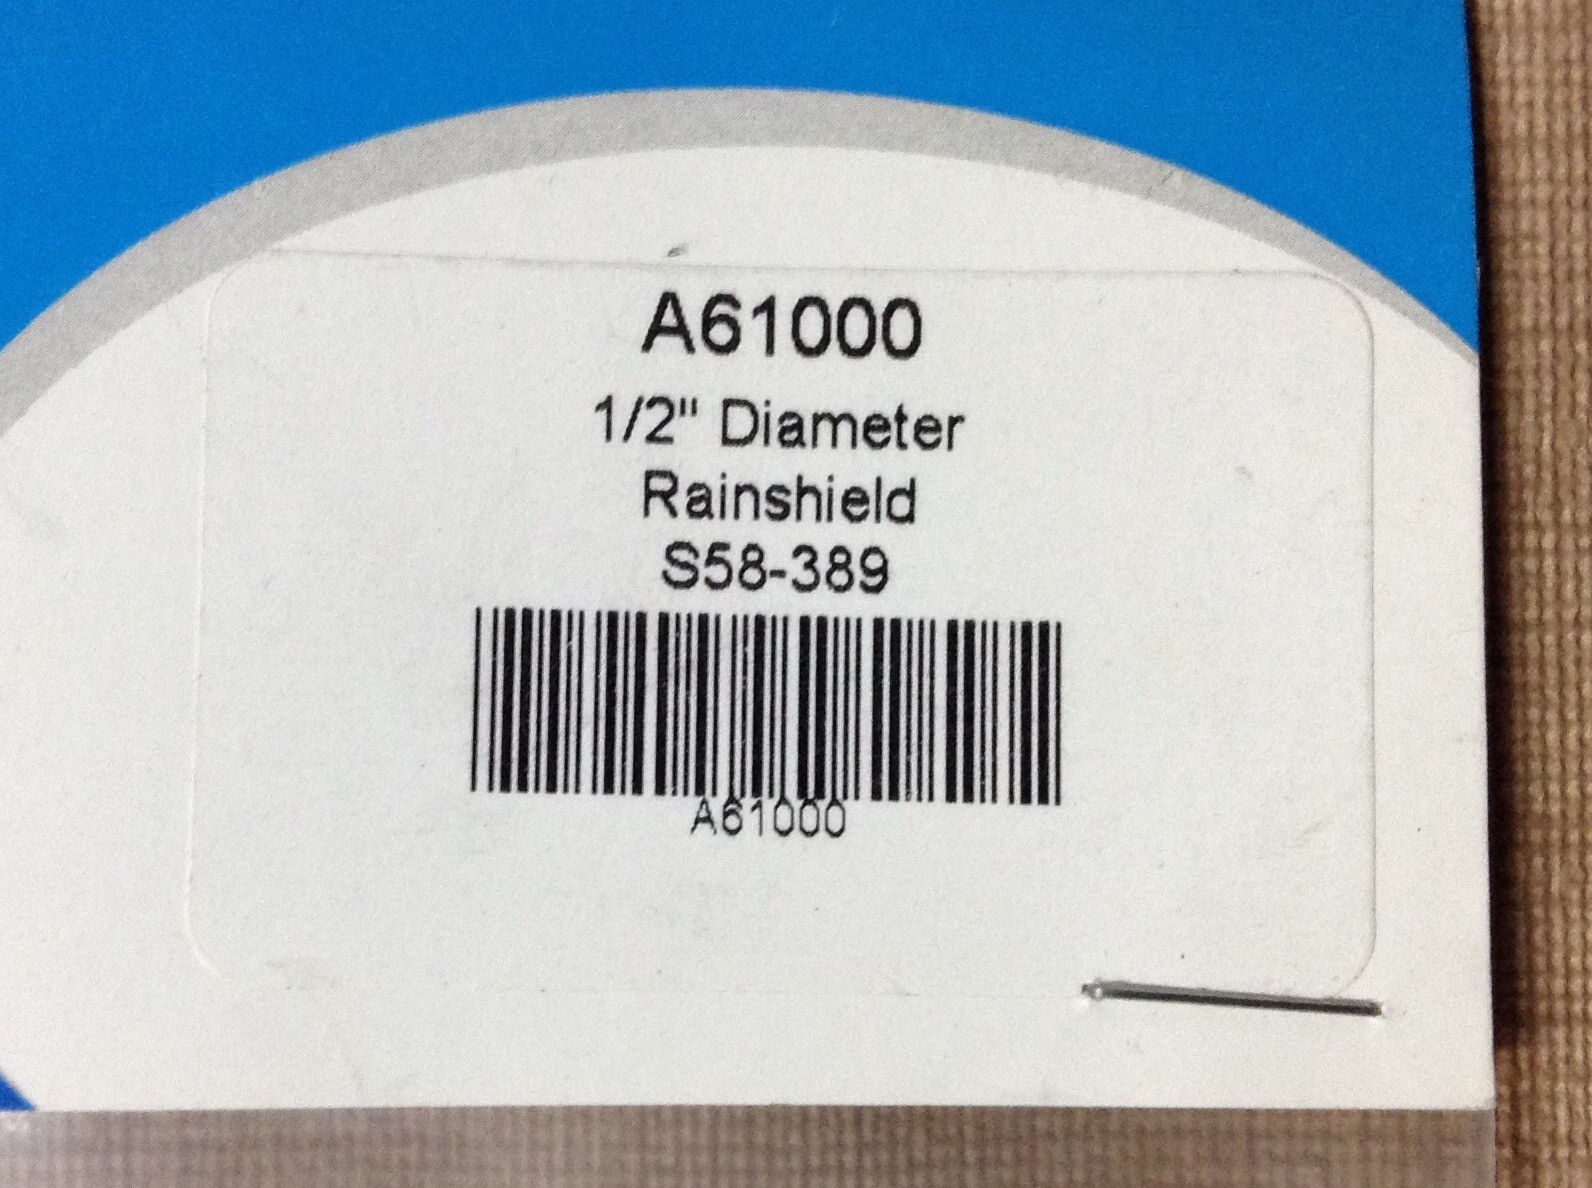 A61000
1/2" Diameter
Rainshield
S58-389
A61000